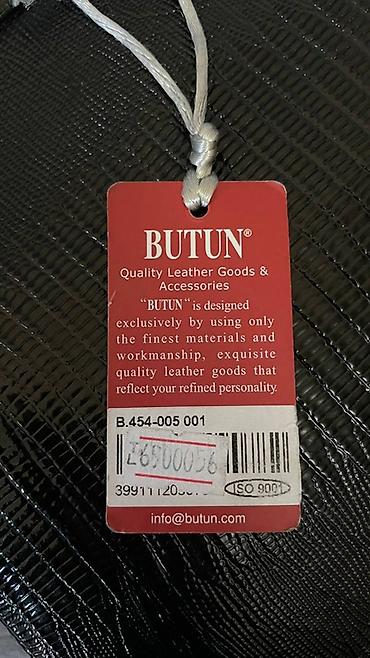 BUTUN®
Quality Leather Goods &
Accessories
"BUTUN" is designed
exclusively by using only
the finest materials and
workmanship, exquisite
quality leather goods that
reflect your refined personality.
B.454-005 001
Z6500056
ISO 9001
info@butun.com